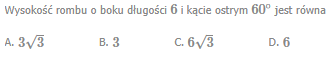 Wysokość rombu o boku długości 6 i kącie ostrym 60° jest równa
A. 3√3 B. 3 C. 6√3 D. 6